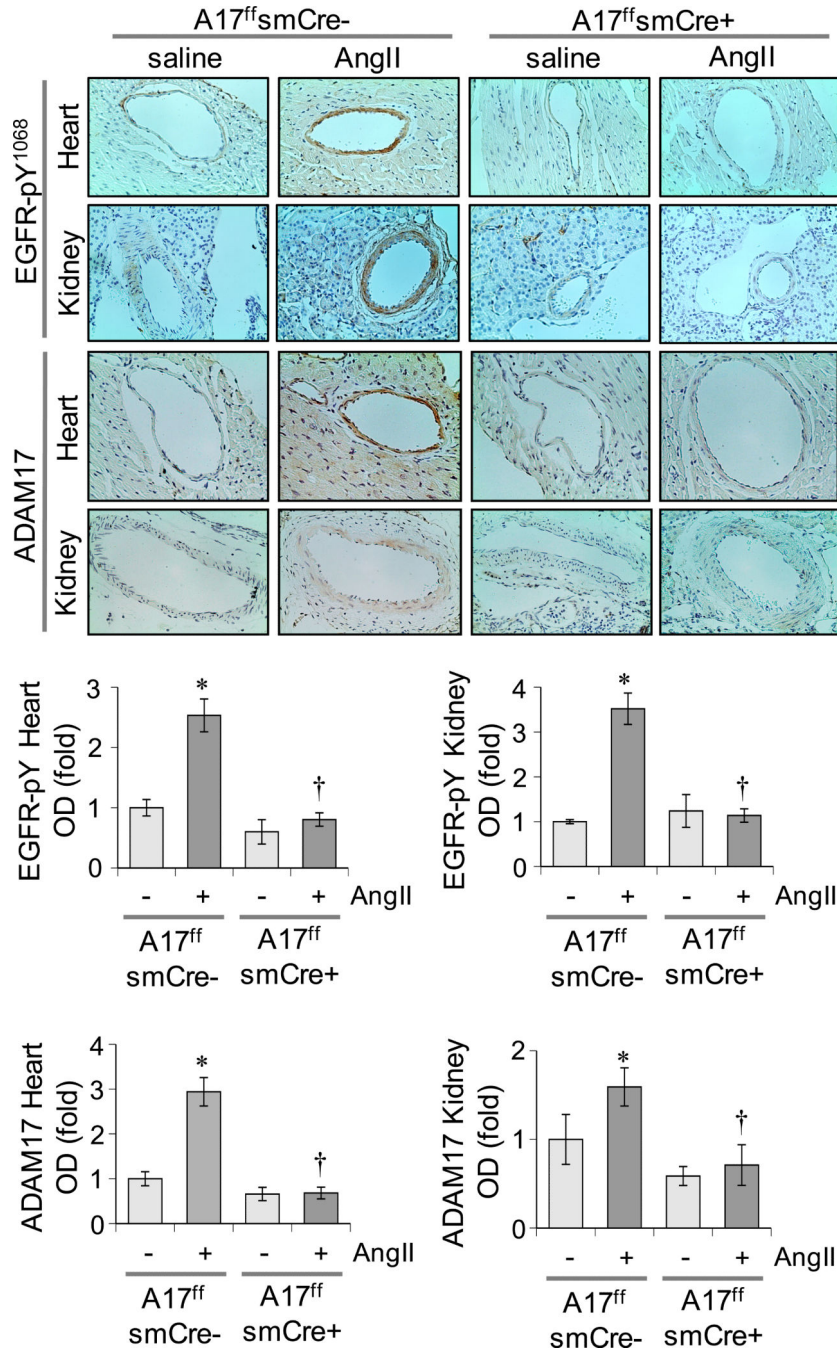 A17ffsmCre- A17ffsmCre+
saline AngII saline AngII
EGFR-pY1068
Heart
Kidney
ADAM17
Heart
Kidney
EGFR-pY Heart
OD (fold)
3
2
1
0
*
†
- + - + AngII
A17ff A17ff
smCre- smCre+
EGFR-pY Kidney
OD (fold)
4
3
2
1
0
*
†
- + - + AngII
A17ff A17ff
smCre- smCre+
ADAM17 Heart
OD (fold)
4
3
2
1
0
*
†
- + - + AngII
A17ff A17ff
smCre- smCre+
ADAM17 Kidney
OD (fold)
2
1
0
*
†
- + - + AngII
A17ff A17ff
smCre- smCre+